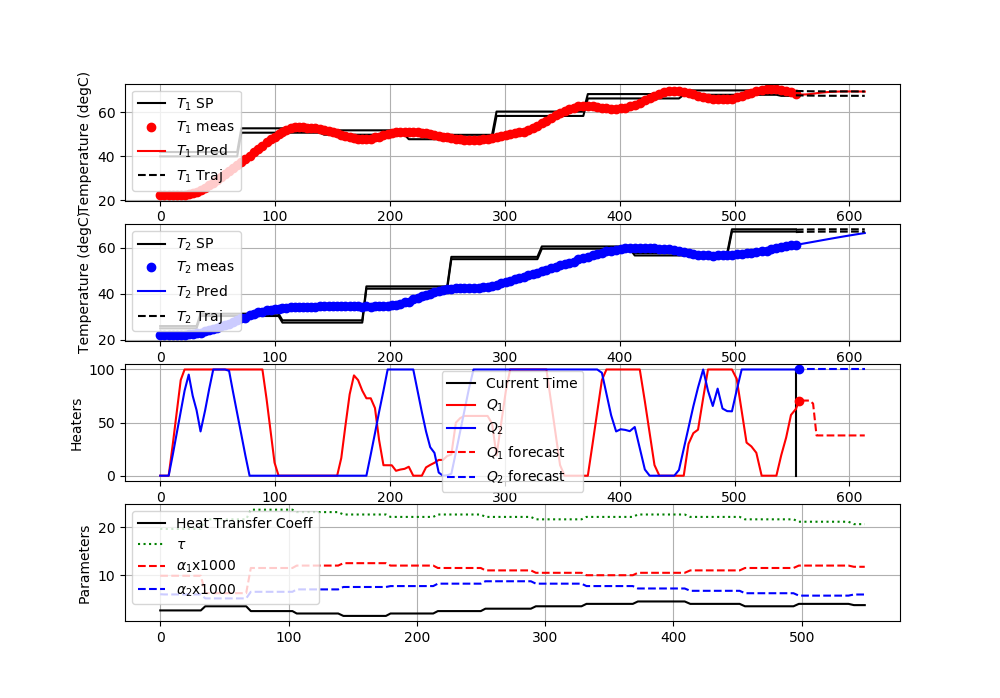 Temperature (degC)
60
40
20
T₁ SP
T₁ meas
T₁ Pred
T₁ Traj
0
100
200
300
400
500
600
Temperature (degC)
60
40
20
T₂ SP
T₂ meas
T₂ Pred
T₂ Traj
0
100
200
300
400
500
600
Heaters
100
50
0
Current Time
Q₁
Q₂
Q₁ forecast
Q₂ forecast
0
100
200
300
400
500
600
Parameters
20
10
Heat Transfer Coeff
τ
α₁x1000
α₂x1000
0
100
200
300
400
500